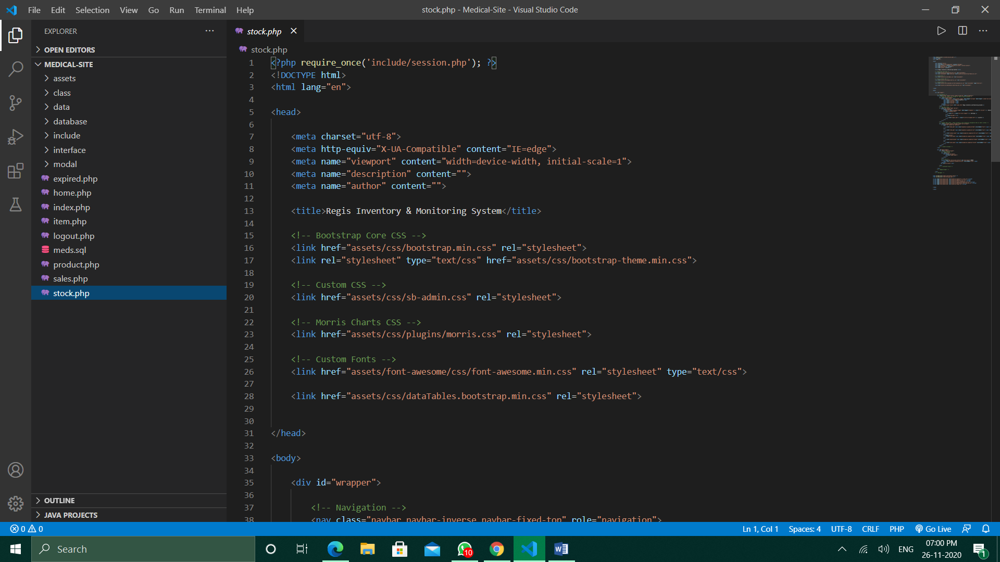 File Edit Selection View Go Run Terminal Help
stock.php - Medical-Site - Visual Studio Code
EXPLORER
OPEN EDITORS
MEDICAL-SITE
assets
class
data
database
include
interface
modal
expired.php
home.php
index.php
item.php
logout.php
meds.sql
product.php
sales.php
stock.php
OUTLINE
JAVA PROJECTS
stock.php
stock.php
1 <?php require_once('include/session.php'); ?>
2 <!DOCTYPE html>
3 <html lang="en">
4
5 <head>
6
7 <meta charset="utf-8">
8 <meta http-equiv="X-UA-Compatible" content="IE=edge">
9 <meta name="viewport" content="width=device-width, initial-scale=1">
10 <meta name="description" content="">
11 <meta name="author" content="">
12
13 <title>Regis Inventory & Monitoring System</title>
14
15 <!-- Bootstrap Core CSS -->
16 <link href="assets/css/bootstrap.min.css" rel="stylesheet">
17 <link rel="stylesheet" type="text/css" href="assets/css/bootstrap-theme.min.css">
18
19 <!-- Custom CSS -->
20 <link href="assets/css/sb-admin.css" rel="stylesheet">
21
22 <!-- Morris Charts CSS -->
23 <link href="assets/css/plugins/morris.css" rel="stylesheet">
24
25 <!-- Custom Fonts -->
26 <link href="assets/font-awesome/css/font-awesome.min.css" rel="stylesheet" type="text/css">
27
28 <link href="assets/css/dataTables.bootstrap.min.css" rel="stylesheet">
29
30
31 </head>
32
33 <body>
34
35 <div id="wrapper">
36
37 <!-- Navigation -->
38 <nav class="navbar navbar-inverse navbar-fixed-top" role="navigation">
0 0
Ln 1, Col 1 Spaces: 4 UTF-8 CRLF PHP Go Live
Search
10
ENG
07:00 PM
26-11-2020
1